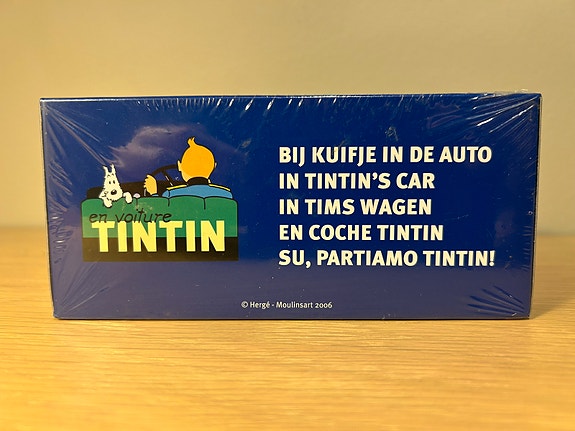 en voiture
TINTIN
BIJ KUIFJE IN DE AUTO
IN TINTIN'S CAR
IN TIMS WAGEN
EN COCHE TINTIN
SU, PARTIAMO TINTIN!
© Hergé - Moulinsart 2006